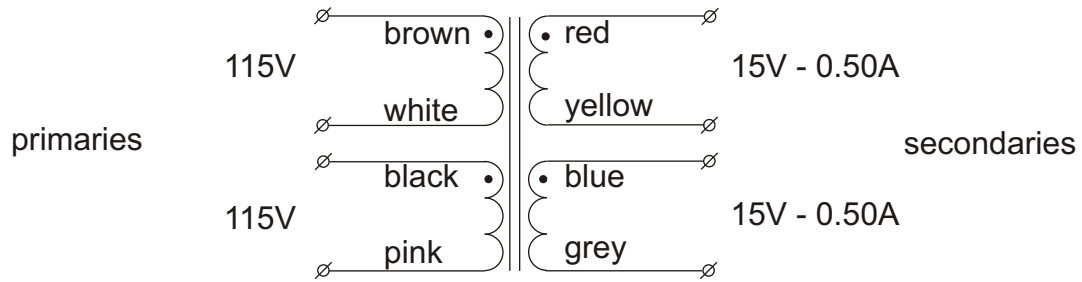 brown
red
115V
15V - 0.50A
white
yellow
primaries
secondaries
black
blue
115V
15V - 0.50A
pink
grey